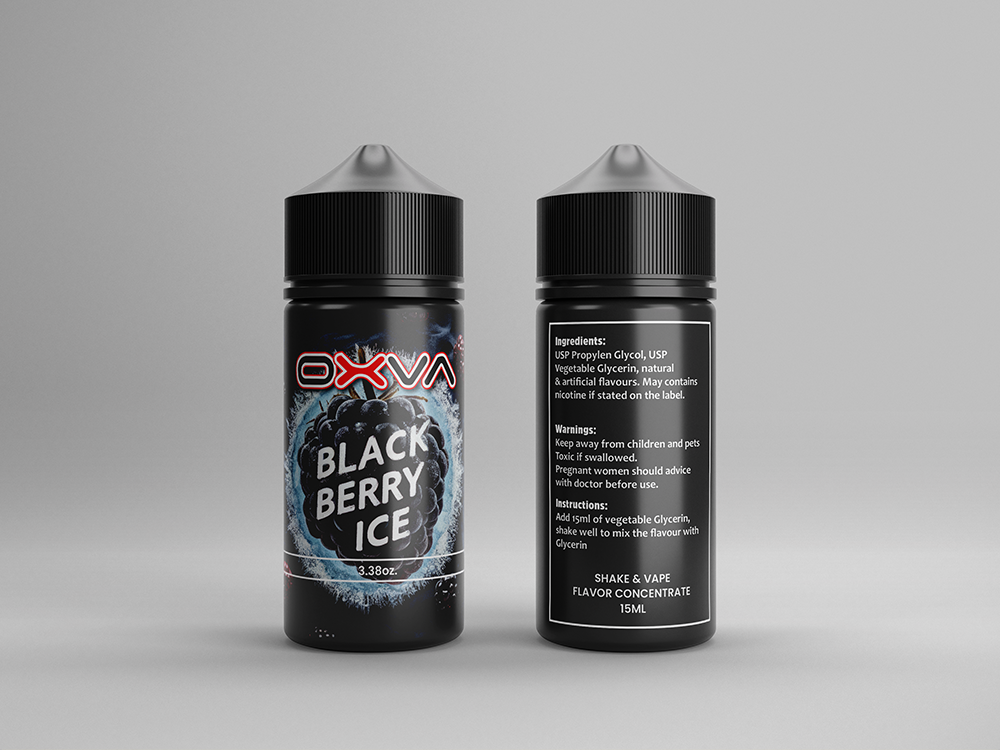 OXVA
BLACK
BERRY
ICE
3.38oz.
Ingredients:
USP Propylen Glycol, USP
Vegetable Glycerin, natural
& artificial flavours. May contains
nicotine if stated on the label.
Warnings:
Keep away from children and pets
Toxic if swallowed.
Pregnant women should advice
with doctor before use.
Instructions:
Add 15ml of vegetable Glycerin,
shake well to mix the flavour with
Glycerin
SHAKE & VAPE
FLAVOR CONCENTRATE
15ML